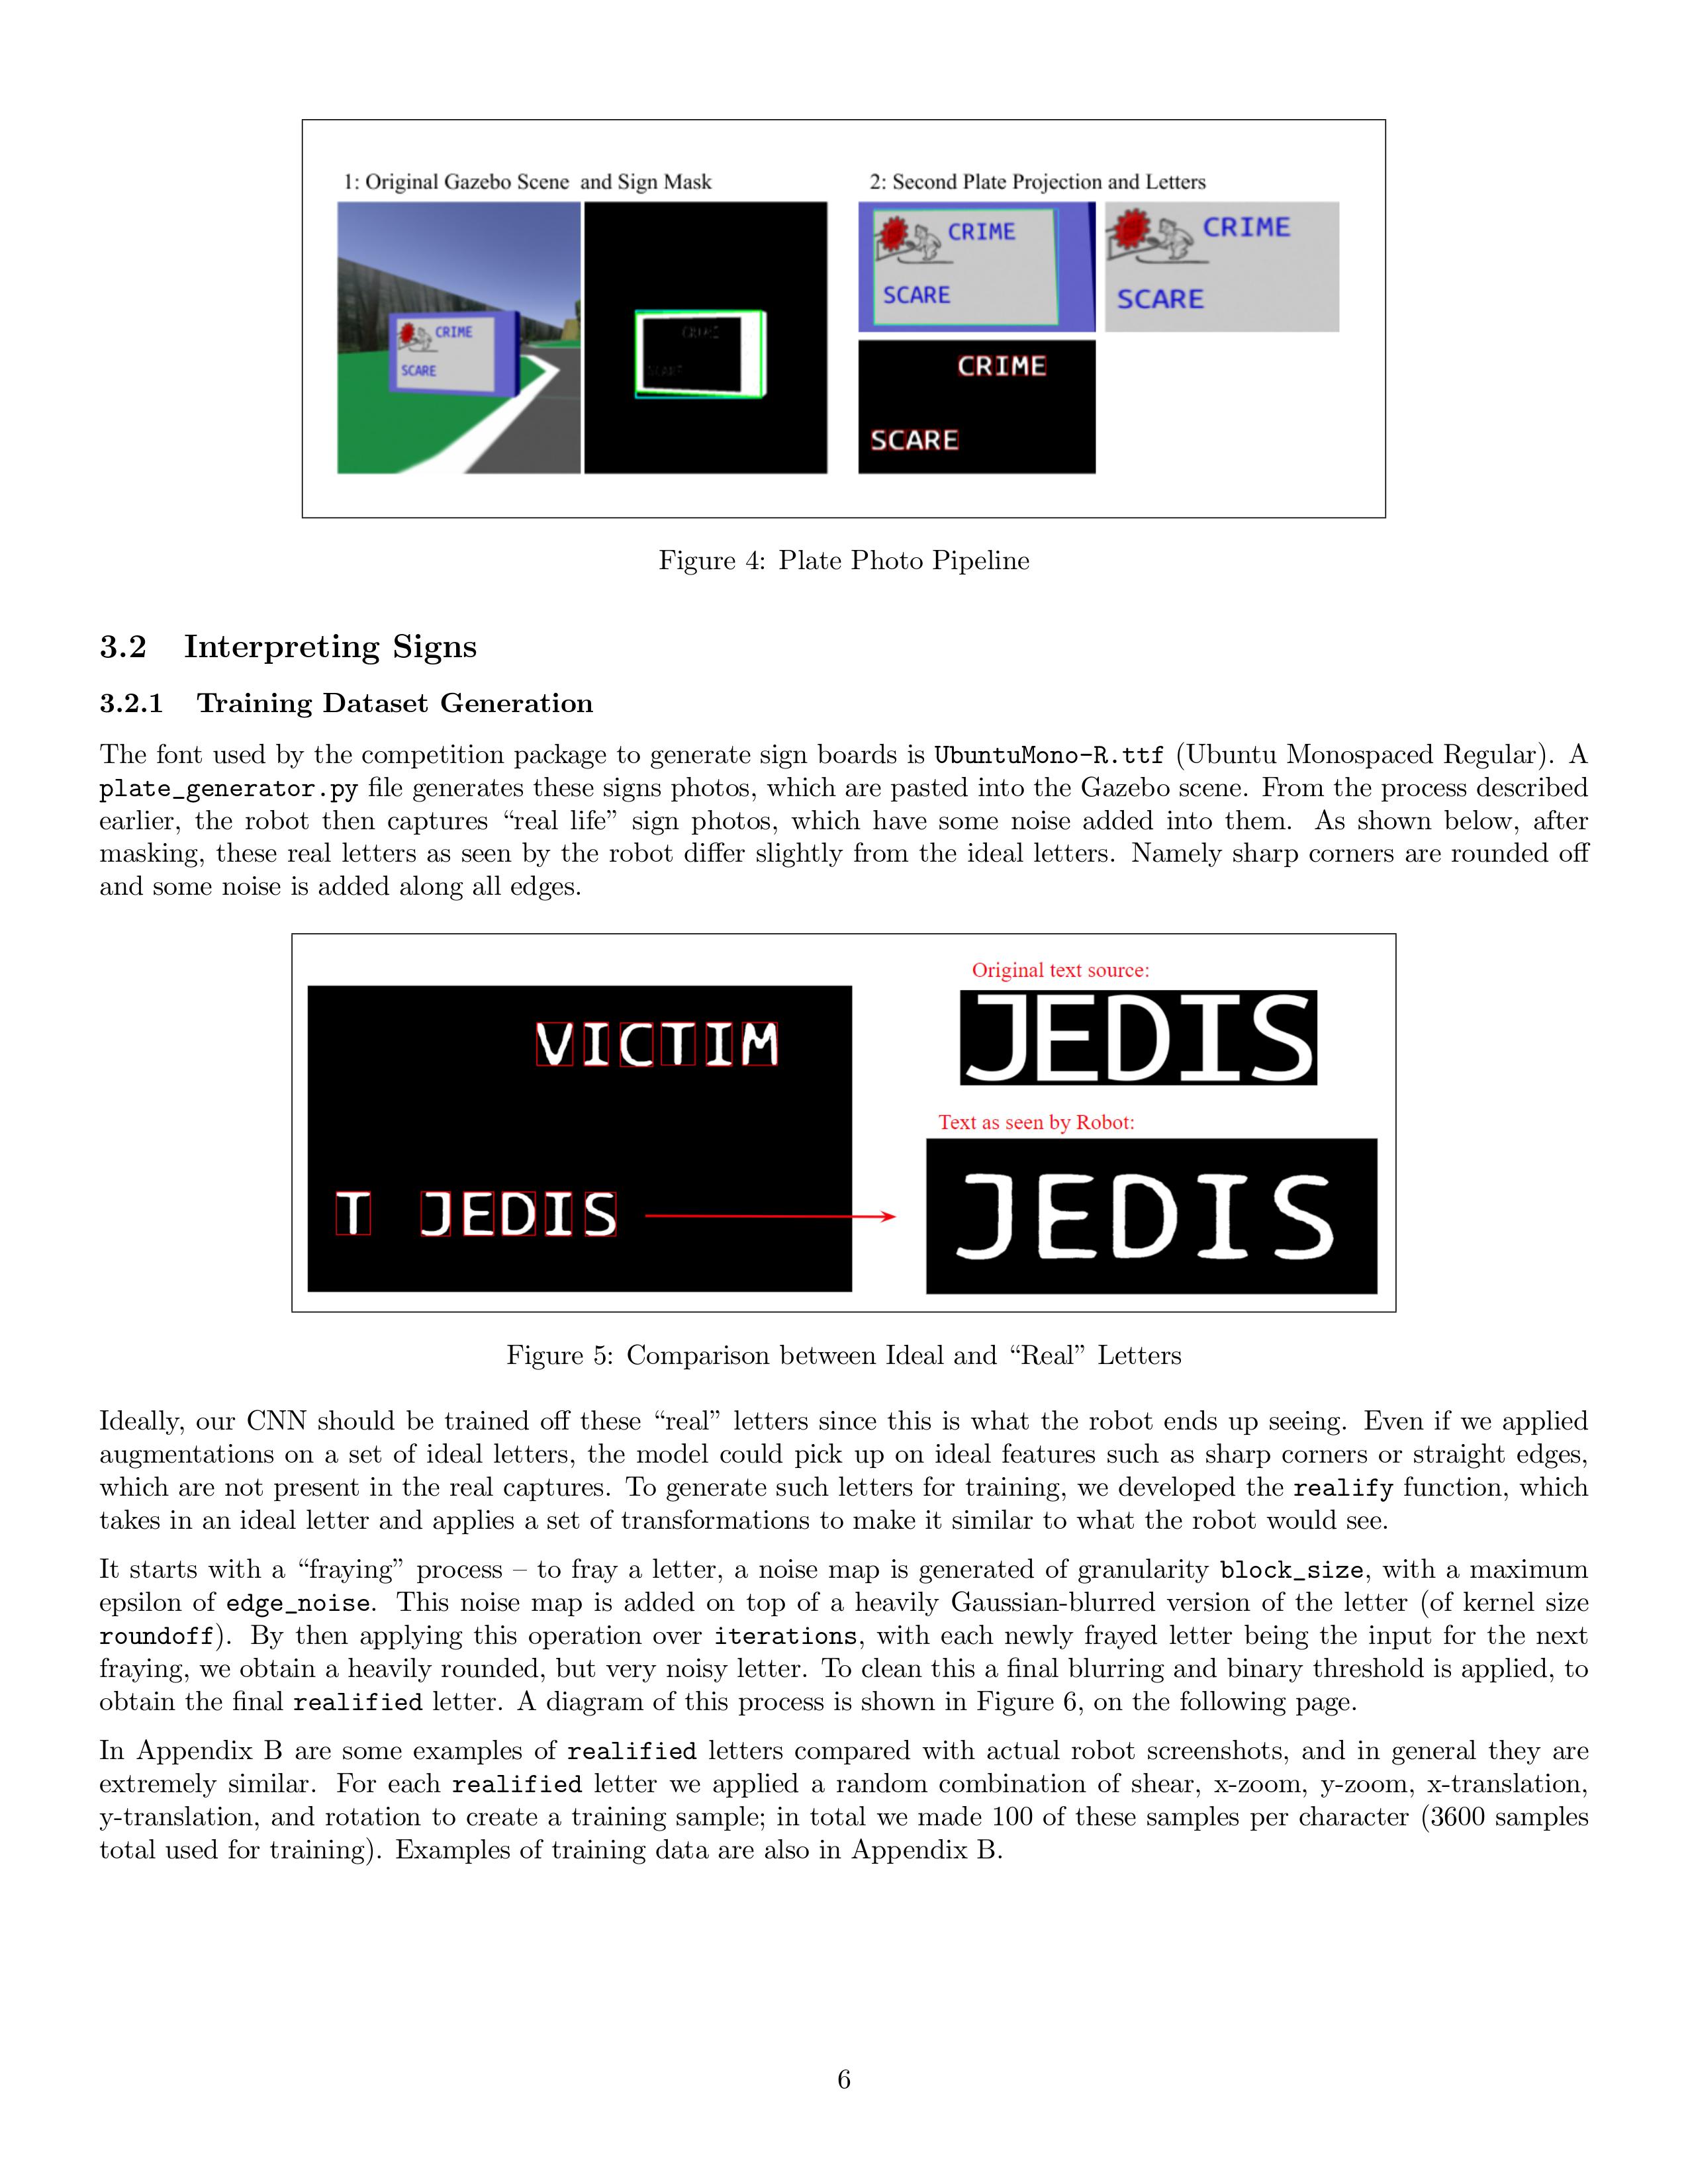 1: Original Gazebo Scene and Sign Mask
2: Second Plate Projection and Letters
CRIME
SCARE
CRIME
SCARE
CRIME
SCARE
CRIME
SCARE
Figure 4: Plate Photo Pipeline
3.2 Interpreting Signs
3.2.1 Training Dataset Generation
The font used by the competition package to generate sign boards is UbuntuMono-R.ttf (Ubuntu Monospaced Regular). A
plate_generator.py file generates these signs photos, which are pasted into the Gazebo scene. From the process described
earlier, the robot then captures “real life” sign photos, which have some noise added into them. As shown below, after
masking, these real letters as seen by the robot differ slightly from the ideal letters. Namely sharp corners are rounded off
and some noise is added along all edges.
VICTIM
T JEDIS
Original text source:
JEDIS
Text as seen by Robot:
JEDIS
Figure 5: Comparison between Ideal and “Real” Letters
Ideally, our CNN should be trained off these “real” letters since this is what the robot ends up seeing. Even if we applied
augmentations on a set of ideal letters, the model could pick up on ideal features such as sharp corners or straight edges,
which are not present in the real captures. To generate such letters for training, we developed the realify function, which
takes in an ideal letter and applies a set of transformations to make it similar to what the robot would see.
It starts with a “fraying” process – to fray a letter, a noise map is generated of granularity block_size, with a maximum
epsilon of edge_noise. This noise map is added on top of a heavily Gaussian-blurred version of the letter (of kernel size
roundoff). By then applying this operation over iterations, with each newly frayed letter being the input for the next
fraying, we obtain a heavily rounded, but very noisy letter. To clean this a final blurring and binary threshold is applied, to
obtain the final realified letter. A diagram of this process is shown in Figure 6, on the following page.
In Appendix B are some examples of realified letters compared with actual robot screenshots, and in general they are
extremely similar. For each realified letter we applied a random combination of shear, x-zoom, y-zoom, x-translation,
y-translation, and rotation to create a training sample; in total we made 100 of these samples per character (3600 samples
total used for training). Examples of training data are also in Appendix B.
6